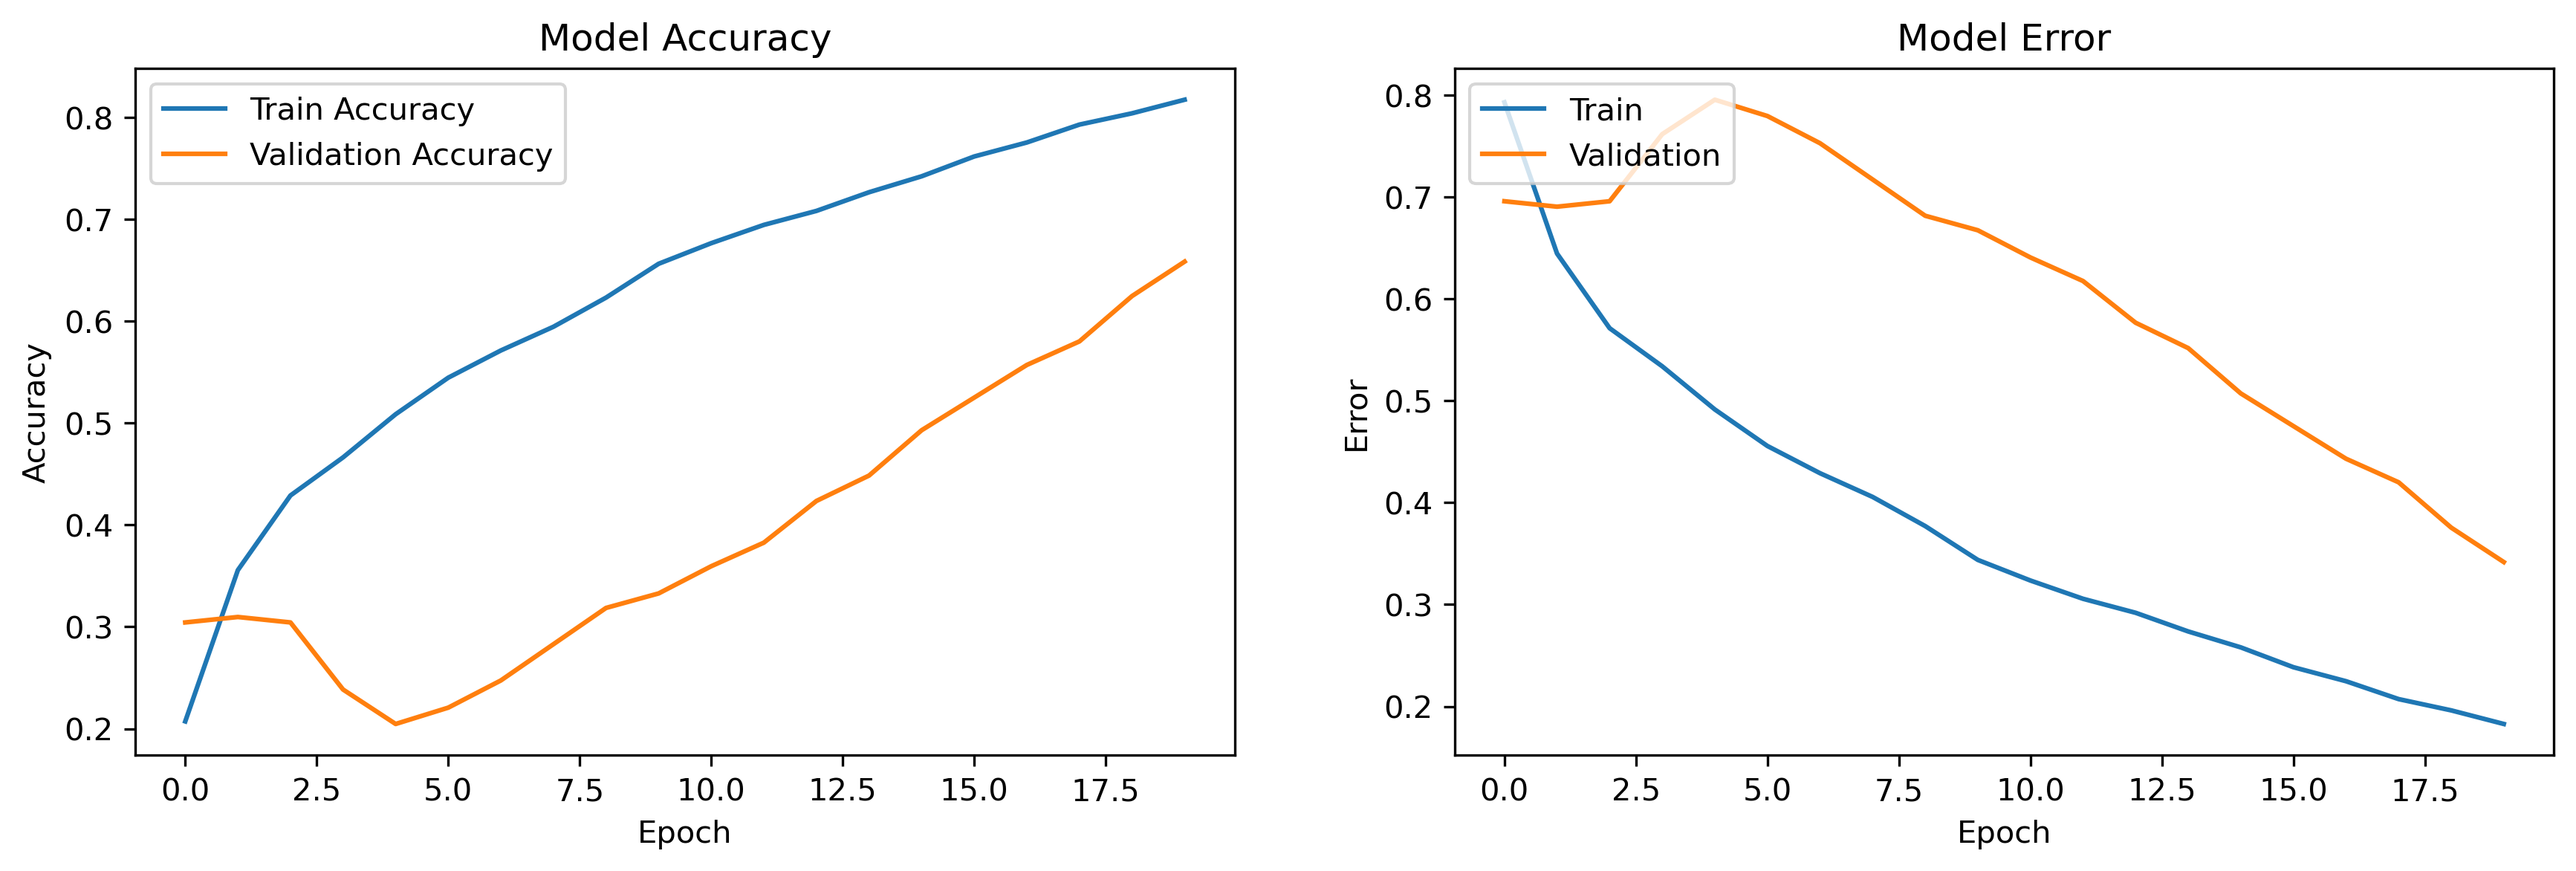 Model Accuracy
Train Accuracy
Validation Accuracy
0.8
0.7
0.6
0.5
0.4
0.3
0.2
Accuracy
0.0 2.5 5.0 7.5 10.0 12.5 15.0 17.5
Epoch
Model Error
Train
Validation
0.8
0.7
0.6
0.5
0.4
0.3
0.2
Error
0.0 2.5 5.0 7.5 10.0 12.5 15.0 17.5
Epoch